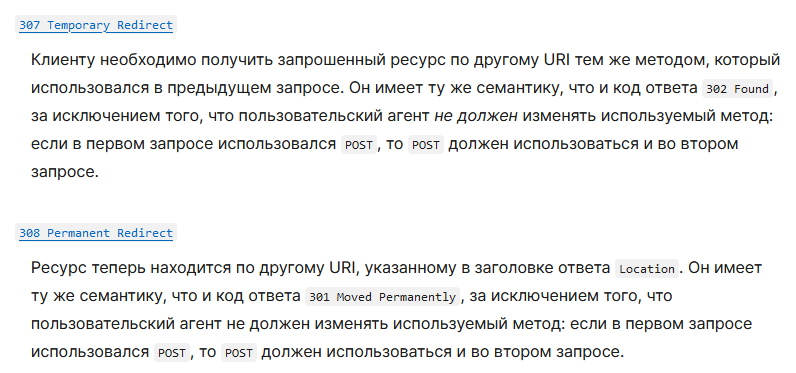 307 Temporary Redirect
Клиенту необходимо получить запрошенный ресурс по другому URI тем же методом, который
использовался в предыдущем запросе. Он имеет ту же семантику, что и код ответа 302 Found,
за исключением того, что пользовательский агент не должен изменять используемый метод:
если в первом запросе использовался POST, то POST должен использоваться и во втором
запросе.
308 Permanent Redirect
Ресурс теперь находится по другому URI, указанному в заголовке ответа Location. Он имеет
ту же семантику, что и код ответа 301 Moved Permanently, за исключением того, что
пользовательский агент не должен изменять используемый метод: если в первом запросе
использовался POST, то POST должен использоваться и во втором запросе.